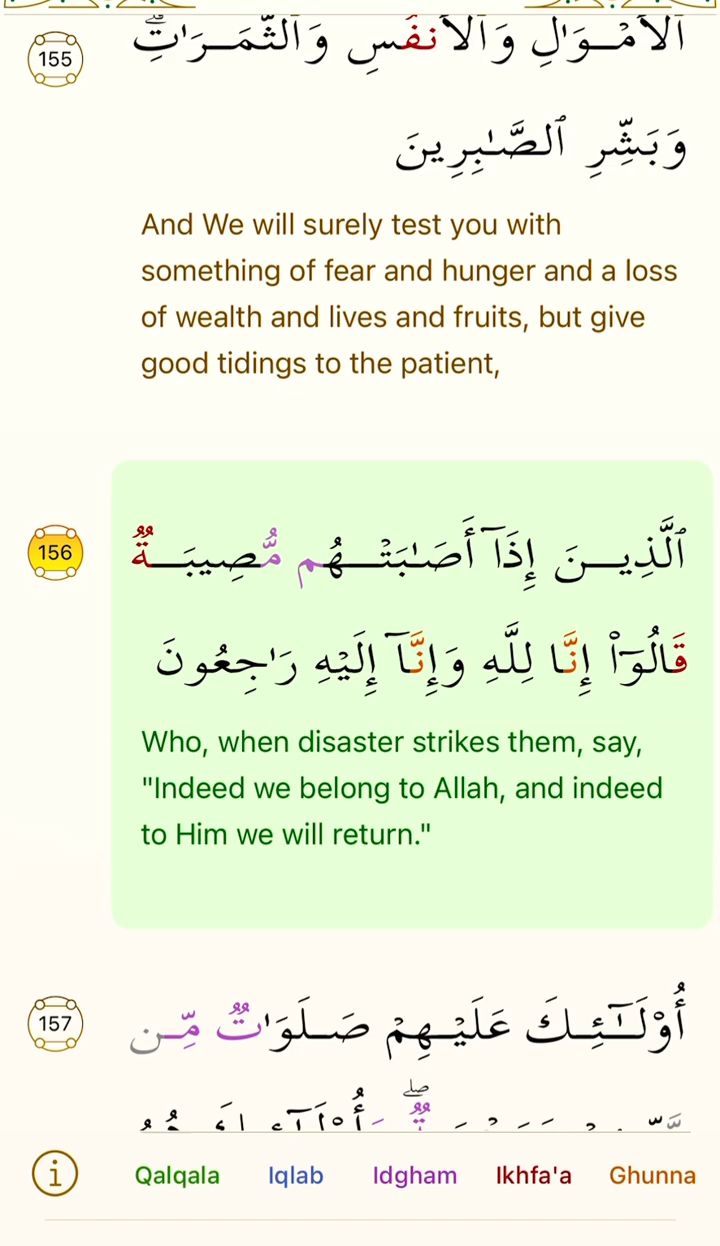 ٱلْأَمْوَٰلِ وَٱلْأَنفُسِ وَٱلثَّمَرَٰتِۗ
155
وَبَشِّرِ ٱلصَّـٰبِرِينَ
And We will surely test you with
something of fear and hunger and a loss
of wealth and lives and fruits, but give
good tidings to the patient,
ٱلَّذِينَ إِذَآ أَصَـٰبَتْهُم مُّصِيبَةٌ
156
قَالُوٓا۟ إِنَّا لِلَّهِ وَإِنَّآ إِلَيْهِ رَٰجِعُونَ
Who, when disaster strikes them, say,
"Indeed we belong to Allah, and indeed
to Him we will return."
أُو۟لَـٰٓئِكَ عَلَيْهِمْ صَلَوَٰتٌ مِّن
157
Qalqala Iqlab Idgham Ikhfa'a Ghunna